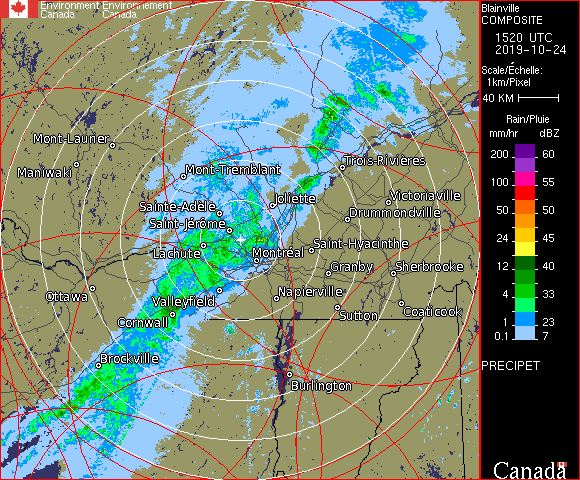 Environment Environnement
Canada Canada
Blainville
COMPOSITE
1520 UTC
2019-10-24
Scale/Échelle:
1km/Pixel
40 KM
Rain/Pluie
mm/hr dBZ
200 60
100 55
50 50
24 45
12 40
4 33
1 23
0.1 7
PRECIPET
Canada
Mont-Laurier
Maniwaki
Mont-Tremblant
Trois-Rivières
Joliette
Victoriaville
Sainte-Adèle
Drummondville
Saint-Jérôme
Lachute
Saint-Hyacinthe
Montréal
Granby
Sherbrooke
Ottawa
Valleyfield
Napierville
Coaticook
Cornwall
Sutton
Brockville
Burlington